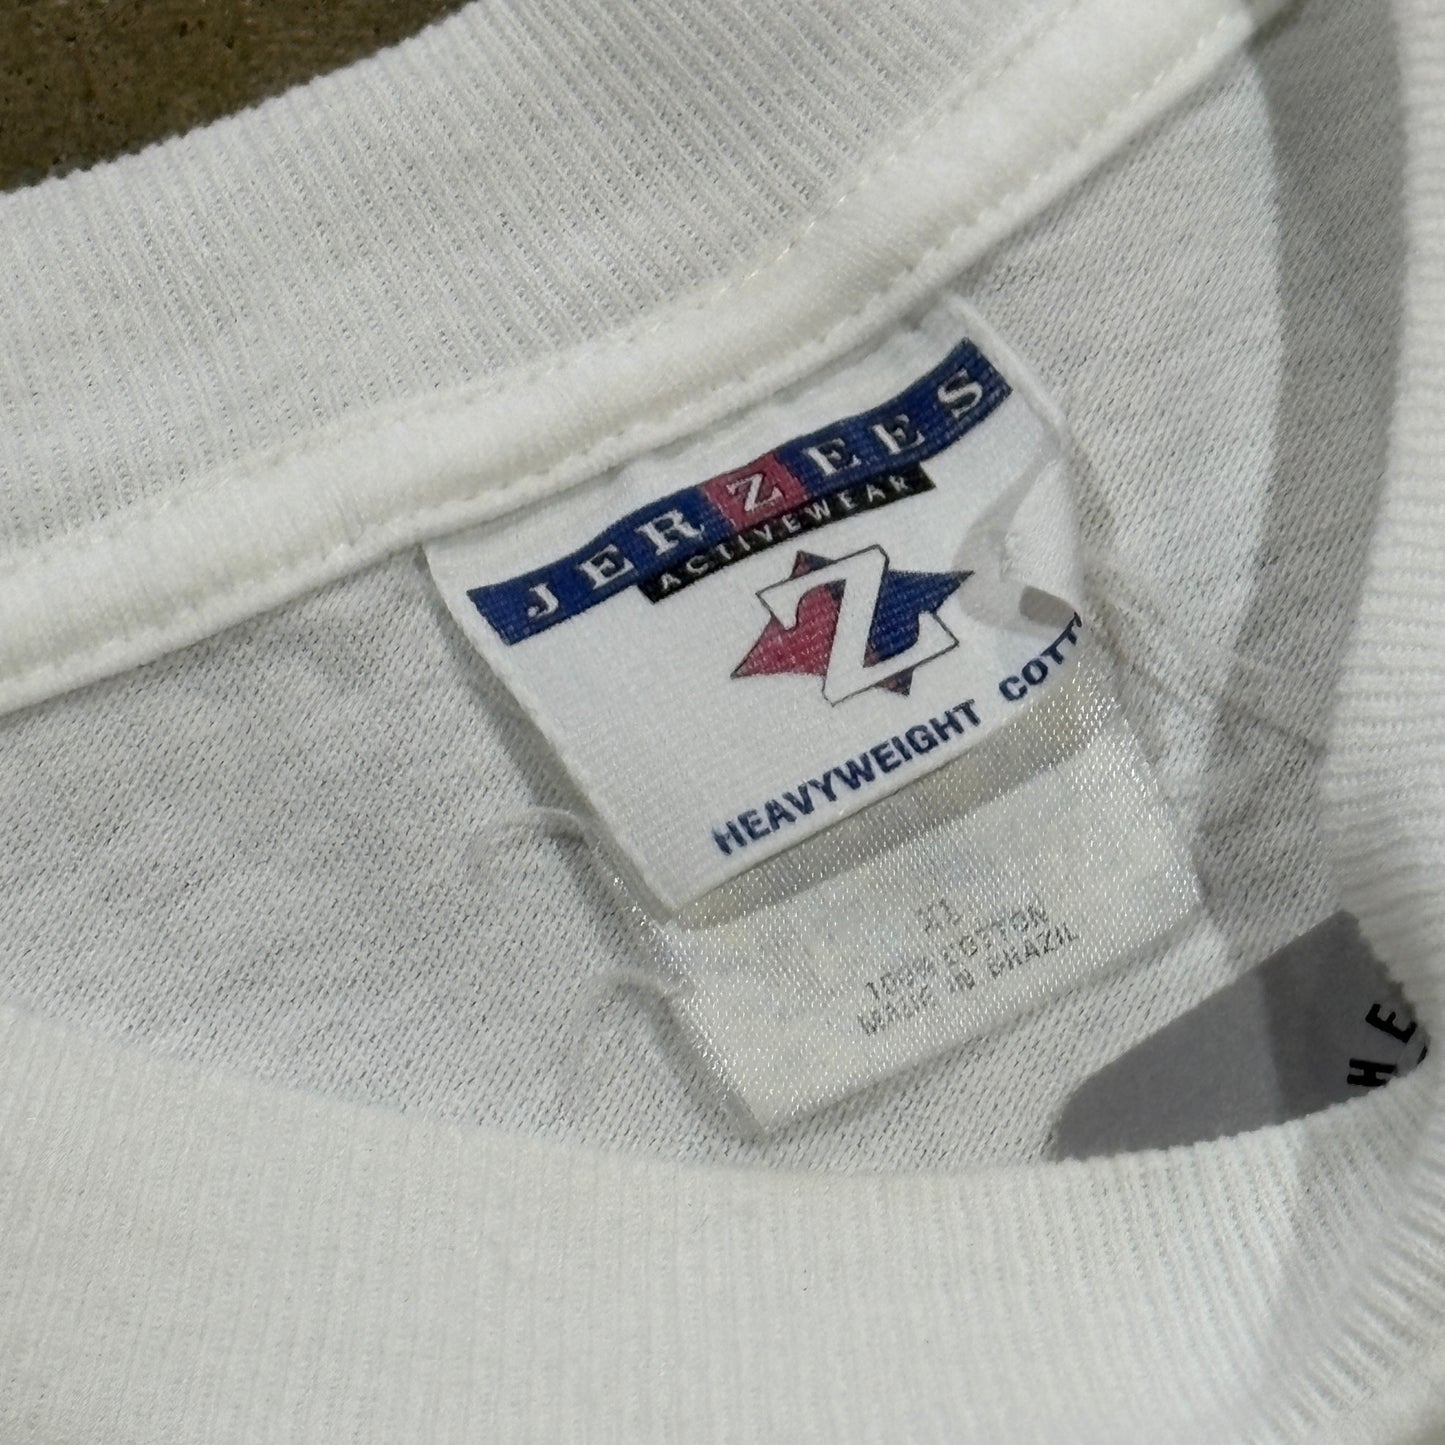 JERZEES
ACTIVEWEAR
Z
HEAVYWEIGHT COTT
XL
100% COTTON
MADE IN BRAZIL
HE